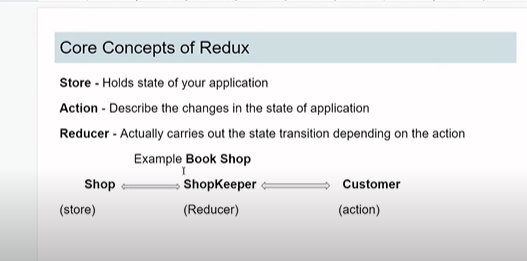 Core Concepts of Redux
Store - Holds state of your application
Action - Describe the changes in the state of application
Reducer - Actually carries out the state transition depending on the action
Example Book Shop
Shop ShopKeeper Customer
(store) (Reducer) (action)